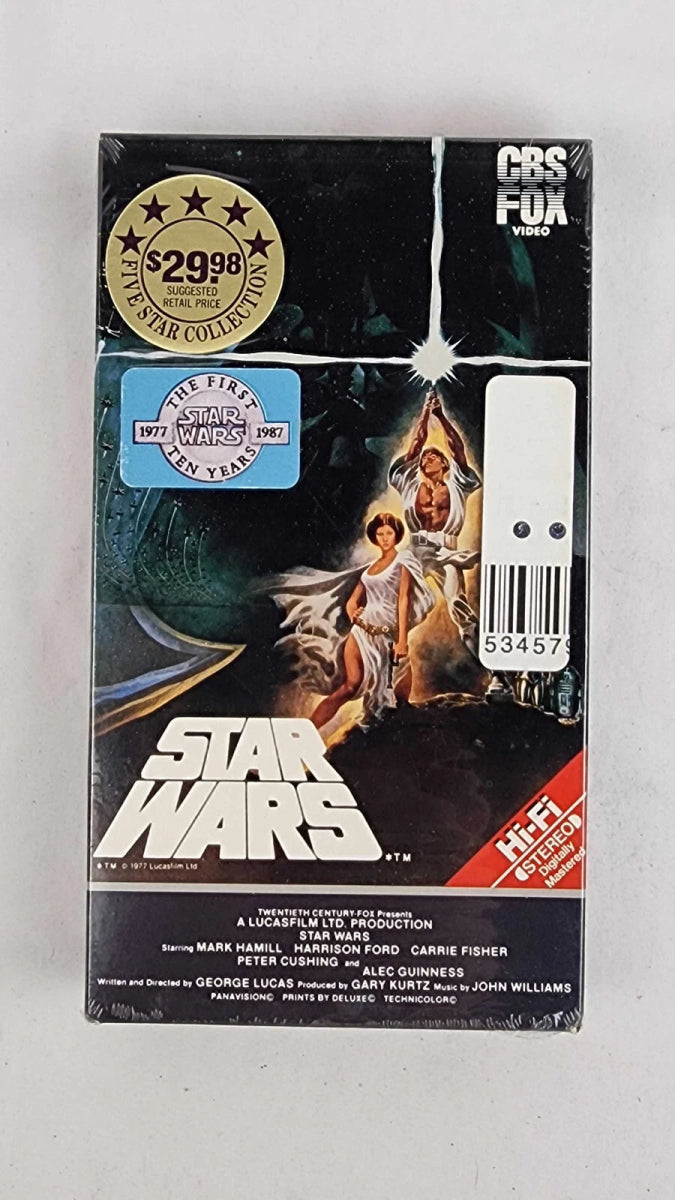 CBS
FOX
VIDEO
$29.98
SUGGESTED
RETAIL PRICE
FIVE STAR COLLECTION
THE FIRST
STAR
WARS
1977 1987
TEN YEARS
534579
STAR
WARS
*TM
*TM © 1977 Lucasfilm Ltd
Hi-Fi
STEREO
Digitally
Mastered
TWENTIETH CENTURY-FOX Presents
A LUCASFILM LTD. PRODUCTION
STAR WARS
Starring MARK HAMILL HARRISON FORD CARRIE FISHER
PETER CUSHING and
ALEC GUINNESS
Written and Directed by GEORGE LUCAS Produced by GARY KURTZ Music by JOHN WILLIAMS
PANAVISION© PRINTS BY DELUXE© TECHNICOLOR©